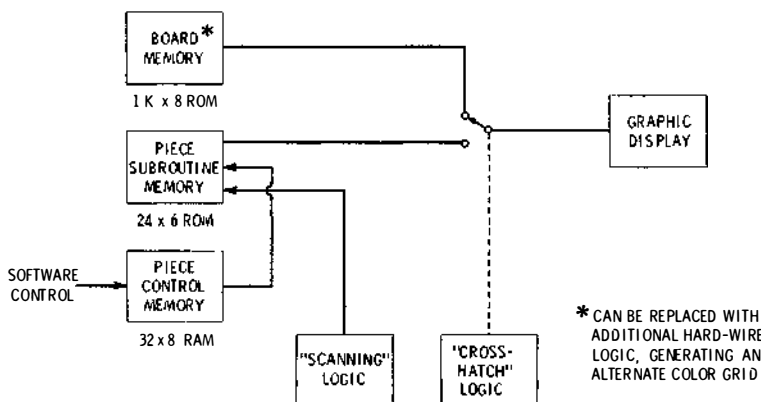 BOARD *
MEMORY
1 K x 8 ROM
PIECE
SUBROUTINE
MEMORY
24 x 6 ROM
SOFTWARE
CONTROL
PIECE
CONTROL
MEMORY
32 x 8 RAM
"SCANNING"
LOGIC
"CROSS-
HATCH"
LOGIC
GRAPHIC
DISPLAY
* CAN BE REPLACED WITH
ADDITIONAL HARD-WIRE
LOGIC, GENERATING AN
ALTERNATE COLOR GRID